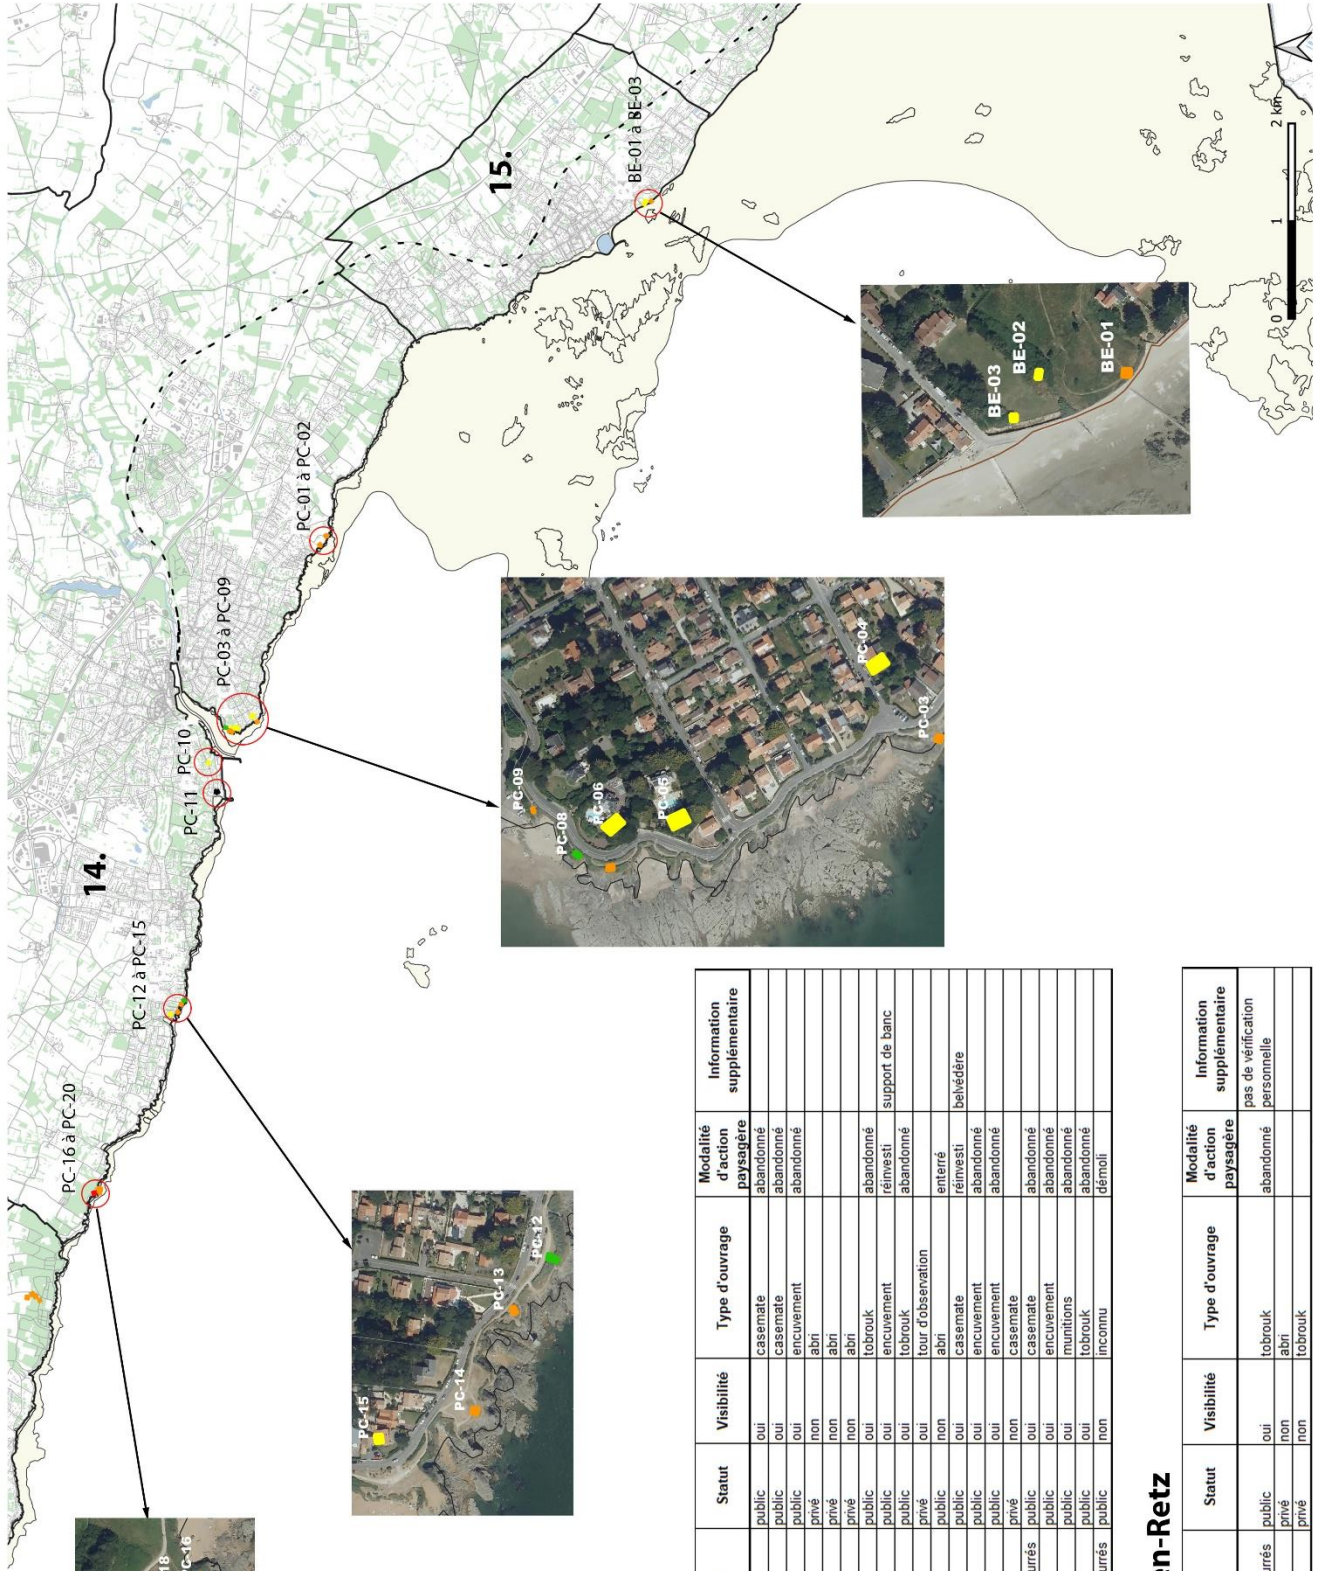 18
PC-16
PC-16 à PC-20
14.
PC-12 à PC-15
PC-11
PC-10
PC-03 à PC-09
PC-01 à PC-02
15.
BE-01 à BE-03
PC-15
PC-14
PC-13
PC-12
PC-09
PC-08
PC-06
PC-05
PC-04
PC-03
BE-03
BE-02
BE-01
0 1 2 km
Statut Visibilité Type d'ouvrage Modalité d'action paysagère Information supplémentaire
public oui casemate abandonné
public oui casemate abandonné
public oui encuvement abandonné
privé non abri
privé non abri
privé non abri
public oui tobrouk abandonné
public oui encuvement réinvesti support de banc
public oui tobrouk abandonné
privé oui tour d'observation
public non abri enterré
public oui casemate réinvesti belvédère
public oui encuvement abandonné
public oui encuvement abandonné
privé non casemate
urrés public oui casemate abandonné
public oui encuvement abandonné
public oui munitions abandonné
public oui tobrouk abandonné
urrés public non inconnu démoli
en-Retz
Statut Visibilité Type d'ouvrage Modalité d'action paysagère Information supplémentaire
urrés public oui tobrouk abandonné pas de vérification personnelle
privé non abri
privé non tobrouk